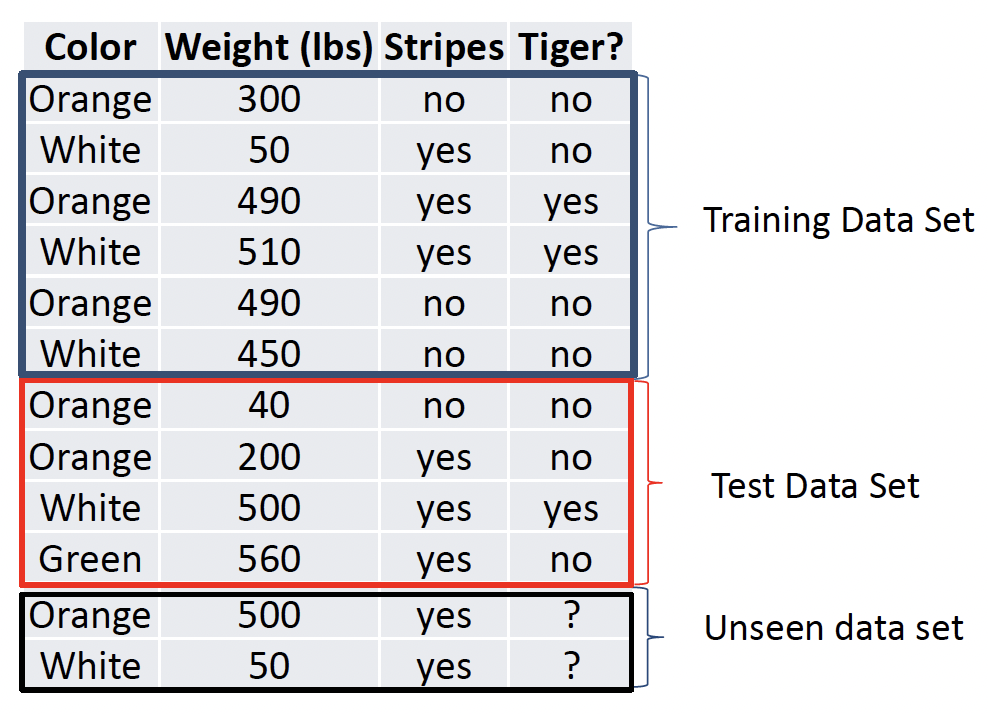 Color Weight (lbs) Stripes Tiger?
Orange 300 no no
White 50 yes no
Orange 490 yes yes
White 510 yes yes
Orange 490 no no
White 450 no no
Training Data Set
Orange 40 no no
Orange 200 yes no
White 500 yes yes
Green 560 yes no
Test Data Set
Orange 500 yes ?
White 50 yes ?
Unseen data set